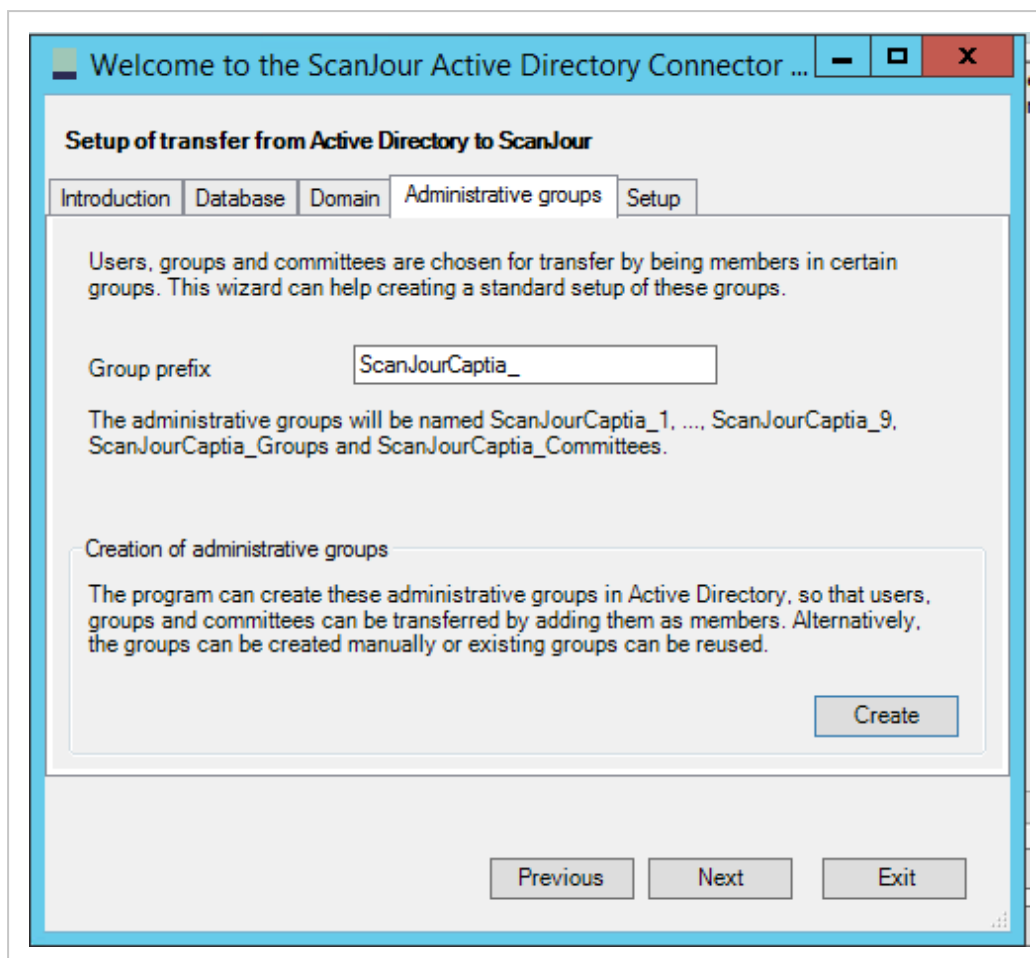 Welcome to the ScanJour Active Directory Connector ...
Setup of transfer from Active Directory to ScanJour
Introduction Database Domain Administrative groups Setup
Users, groups and committees are chosen for transfer by being members in certain
groups. This wizard can help creating a standard setup of these groups.
Group prefix ScanJourCaptia_
The administrative groups will be named ScanJourCaptia_1, ..., ScanJourCaptia_9,
ScanJourCaptia_Groups and ScanJourCaptia_Committees.
Creation of administrative groups
The program can create these administrative groups in Active Directory, so that users,
groups and committees can be transferred by adding them as members. Alternatively,
the groups can be created manually or existing groups can be reused.
Create
Previous Next Exit